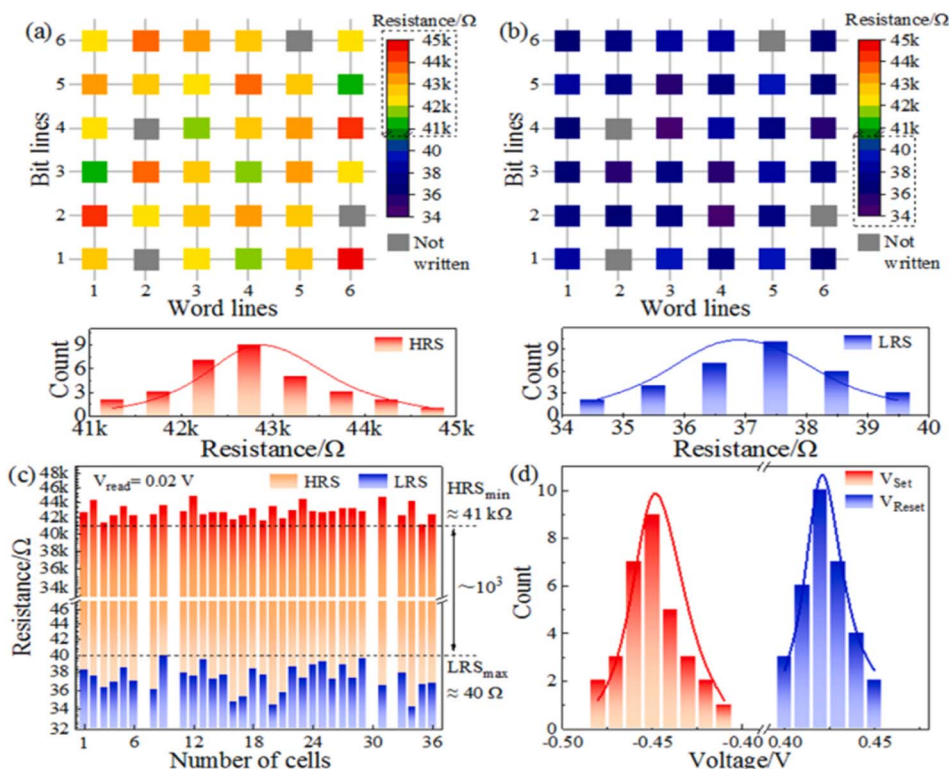 (a)
Bit lines
6
5
4
3
2
1
1 2 3 4 5 6
Word lines
Resistance/Ω
45k
44k
43k
42k
41k
40
38
36
34
Not
written
(b)
Bit lines
6
5
4
3
2
1
1 2 3 4 5 6
Word lines
Resistance/Ω
45k
44k
43k
42k
41k
40
38
36
34
Not
written
Count
9
6
3
0
HRS
41k 42k 43k 44k 45k
Resistance/Ω
Count
9
6
3
0
LRS
34 35 36 37 38 39 40
Resistance/Ω
(c)
Resistance/Ω
48k
46k
44k
42k
40k
38k
36k
34k
46
44
42
40
38
36
34
32
V_read= 0.02 V
HRS LRS
HRS_min
≈ 41 kΩ
~10³
LRS_max
≈ 40 Ω
1 6 12 18 24 30 36
Number of cells
(d)
Count
10
8
6
4
2
0
V_Set
V_Reset
-0.50 -0.45 -0.40 0.40 0.45
Voltage/V